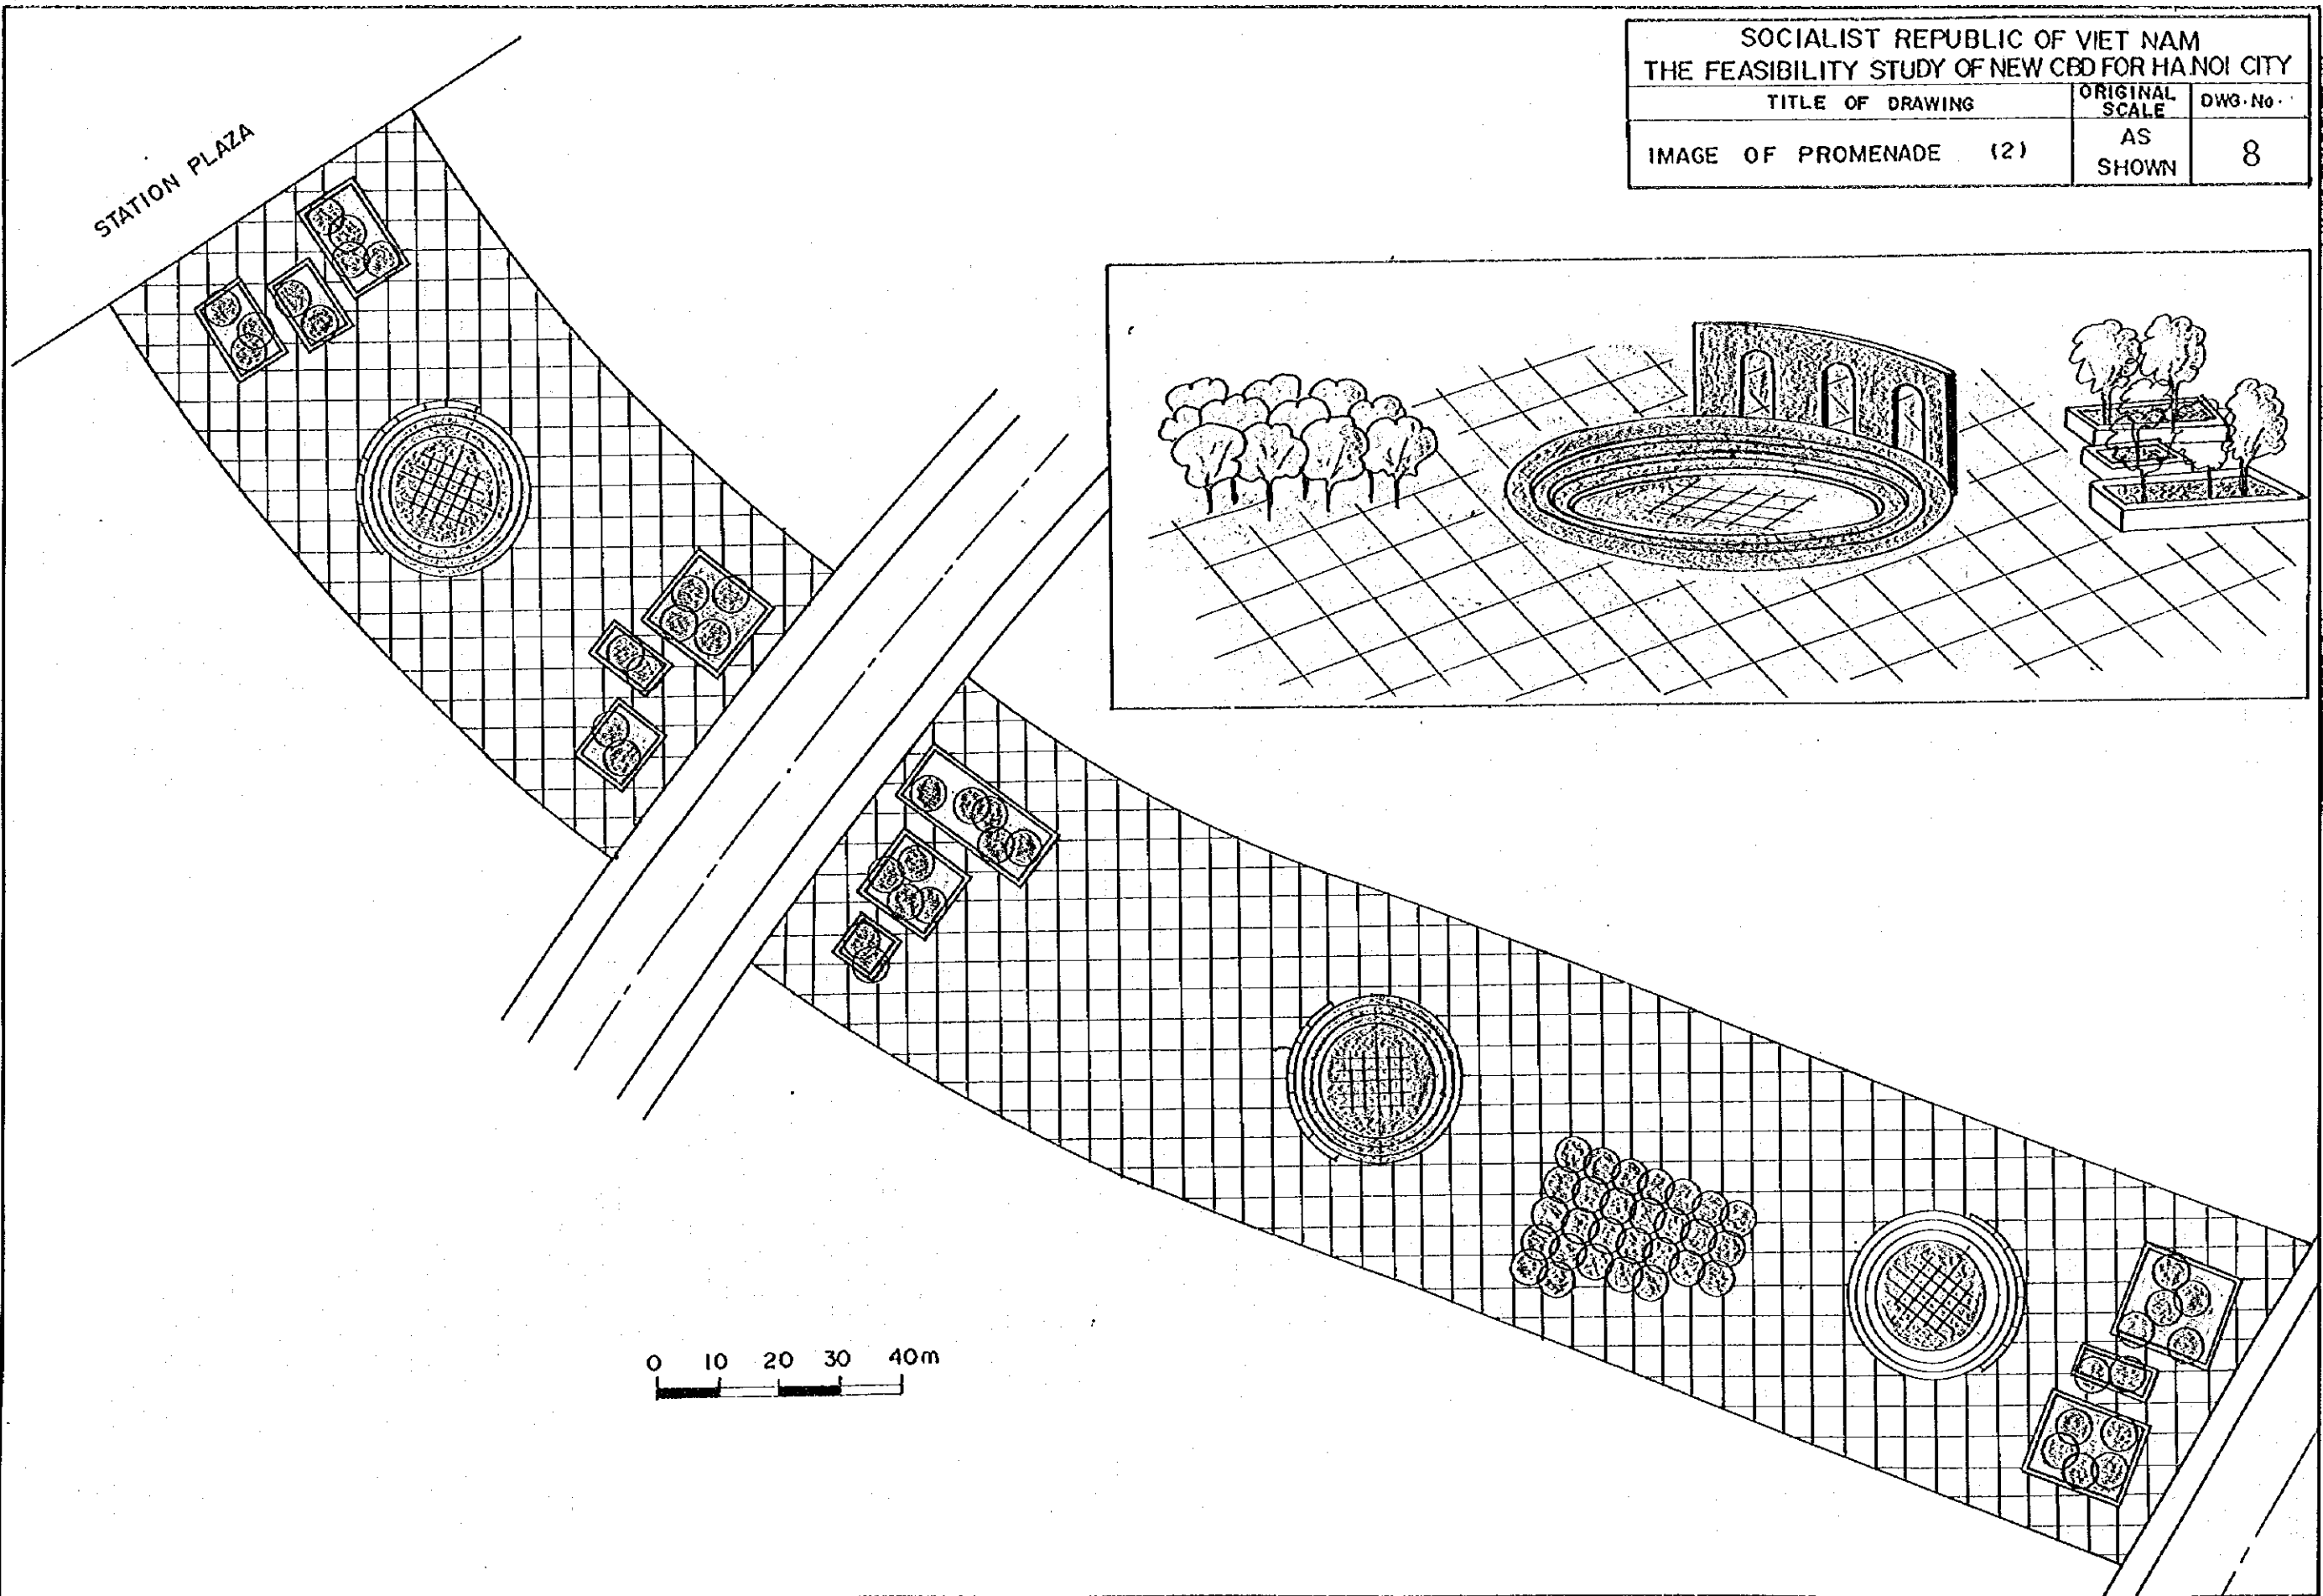 SOCIALIST REPUBLIC OF VIET NAM
THE FEASIBILITY STUDY OF NEW CBD FOR HA NOI CITY
TITLE OF DRAWING
ORIGINAL SCALE
DWG. No.
IMAGE OF PROMENADE (2)
AS SHOWN
8
STATION PLAZA
0 10 20 30 40m